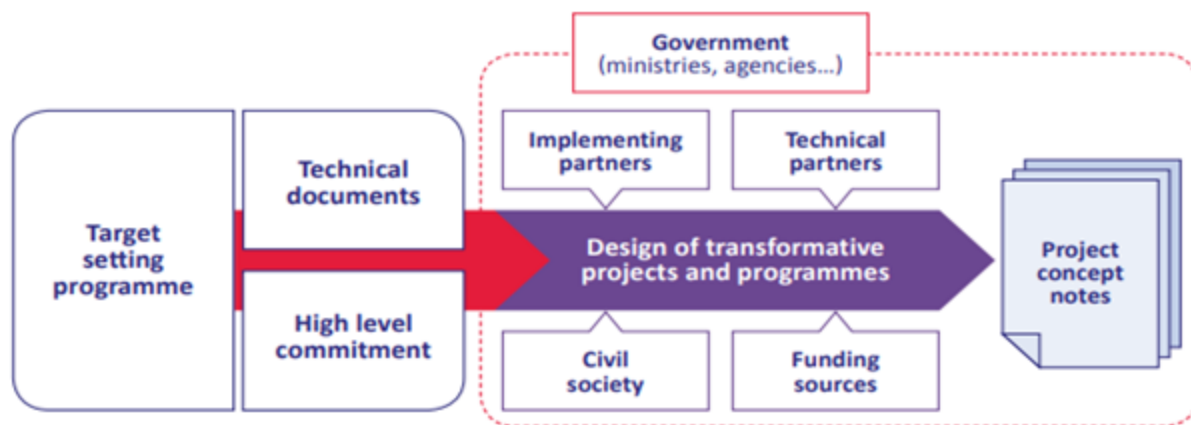 Government
(ministries, agencies...)
Implementing
partners
Technical
partners
Technical
documents
Target
setting
programme
Design of transformative
projects and programmes
Project
concept
notes
High level
commitment
Civil
society
Funding
sources